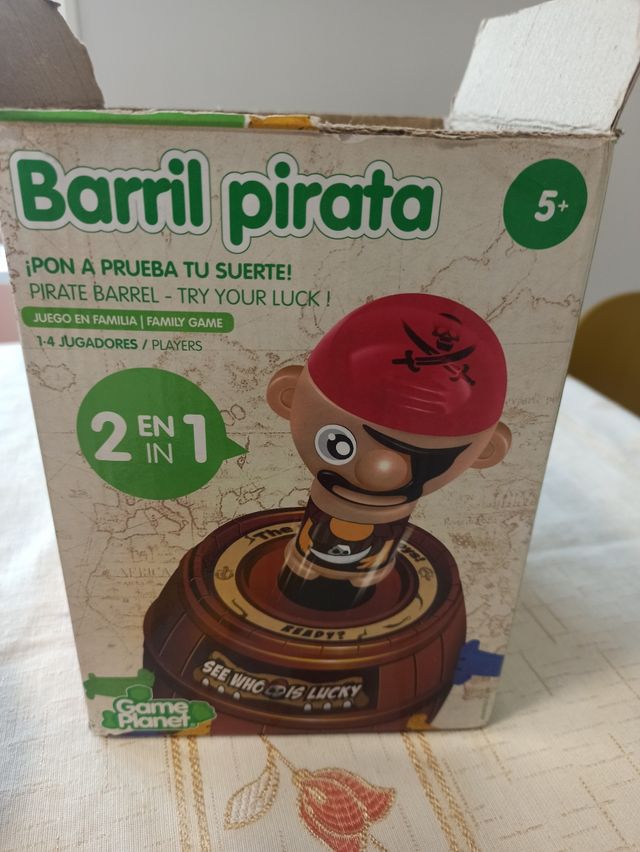 Barril pirata
5+
¡PON A PRUEBA TU SUERTE!
PIRATE BARREL - TRY YOUR LUCK !
JUEGO EN FAMILIA | FAMILY GAME
1-4 JUGADORES / PLAYERS
2 EN IN 1
The
READY?
SEE WHO IS LUCKY
Game
Planet